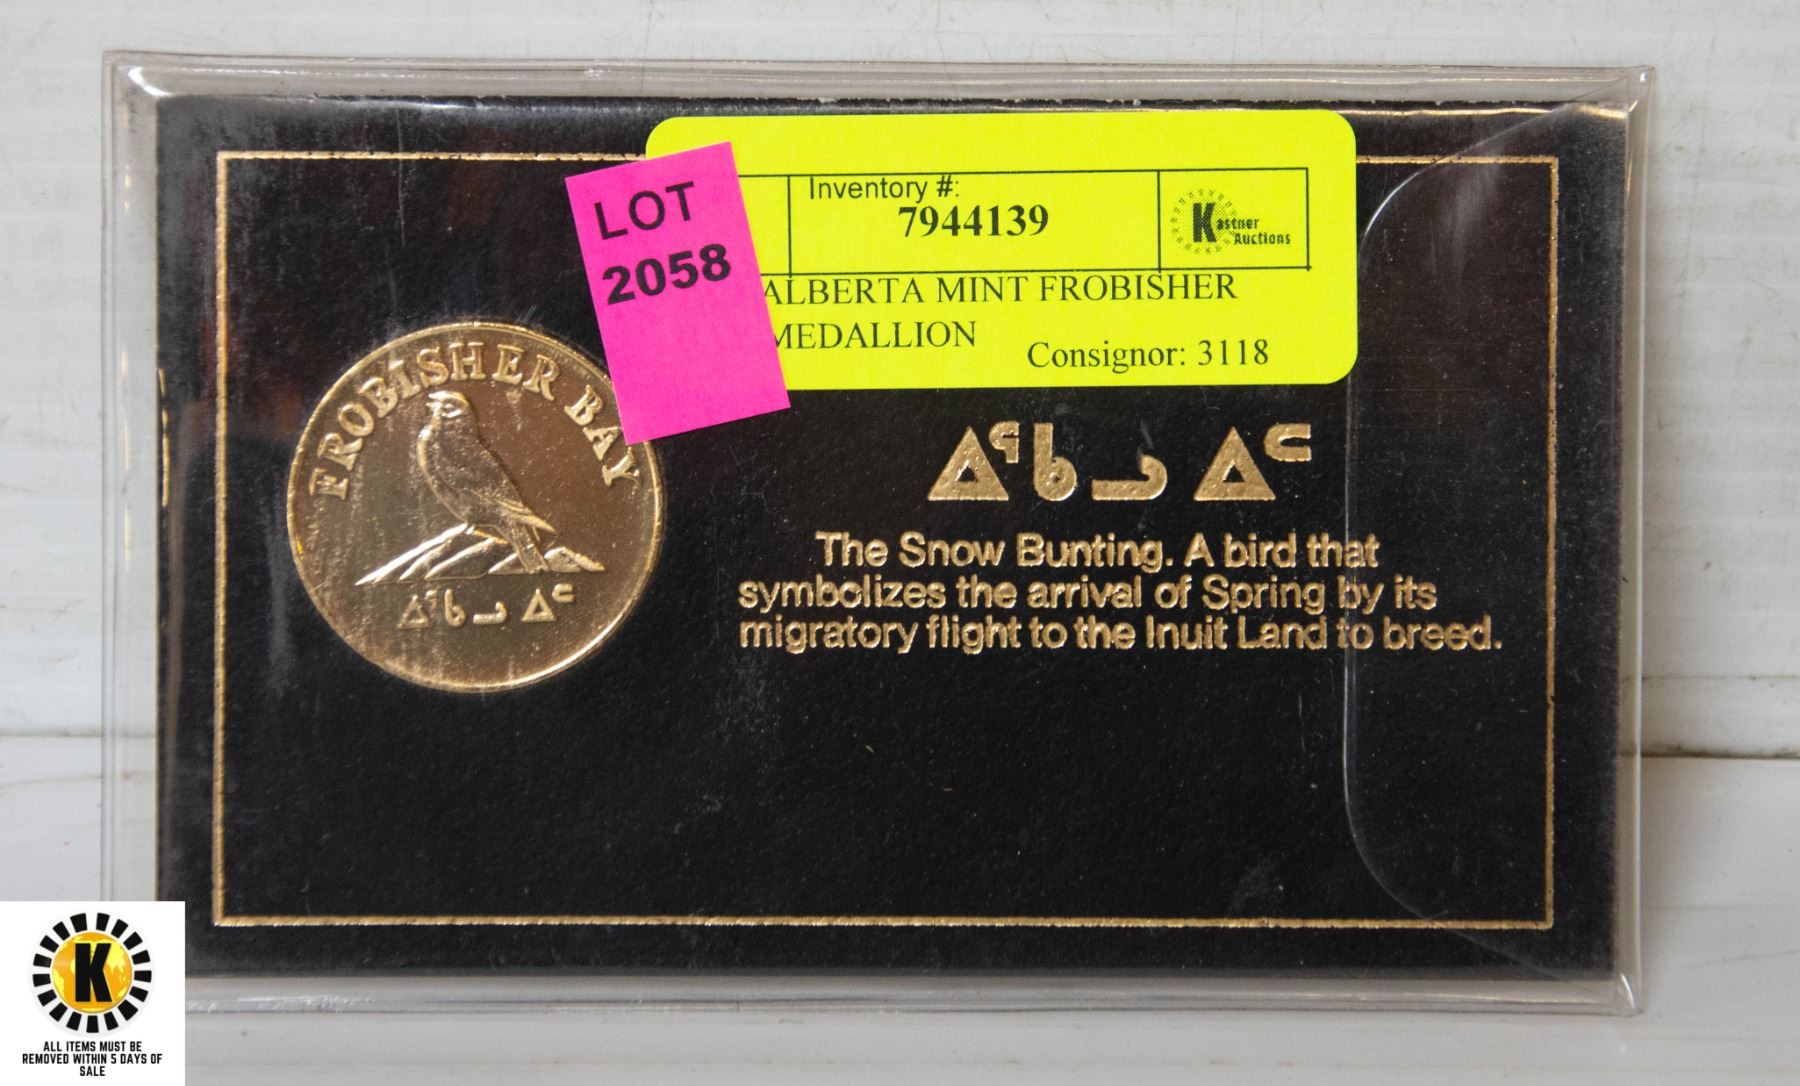 LOT
2058
Inventory #:
7944139
Kastner
Auctions
ALBERTA MINT FROBISHER
MEDALLION
Consignor: 3118
FROBISHER BAY
ᐃᖃᓗᐃᑦ
ᐃᕿᑲᓗ ᐃᑦ
The Snow Bunting. A bird that
symbolizes the arrival of Spring by its
migratory flight to the Inuit Land to breed.
K
ALL ITEMS MUST BE
REMOVED WITHIN 5 DAYS OF
SALE